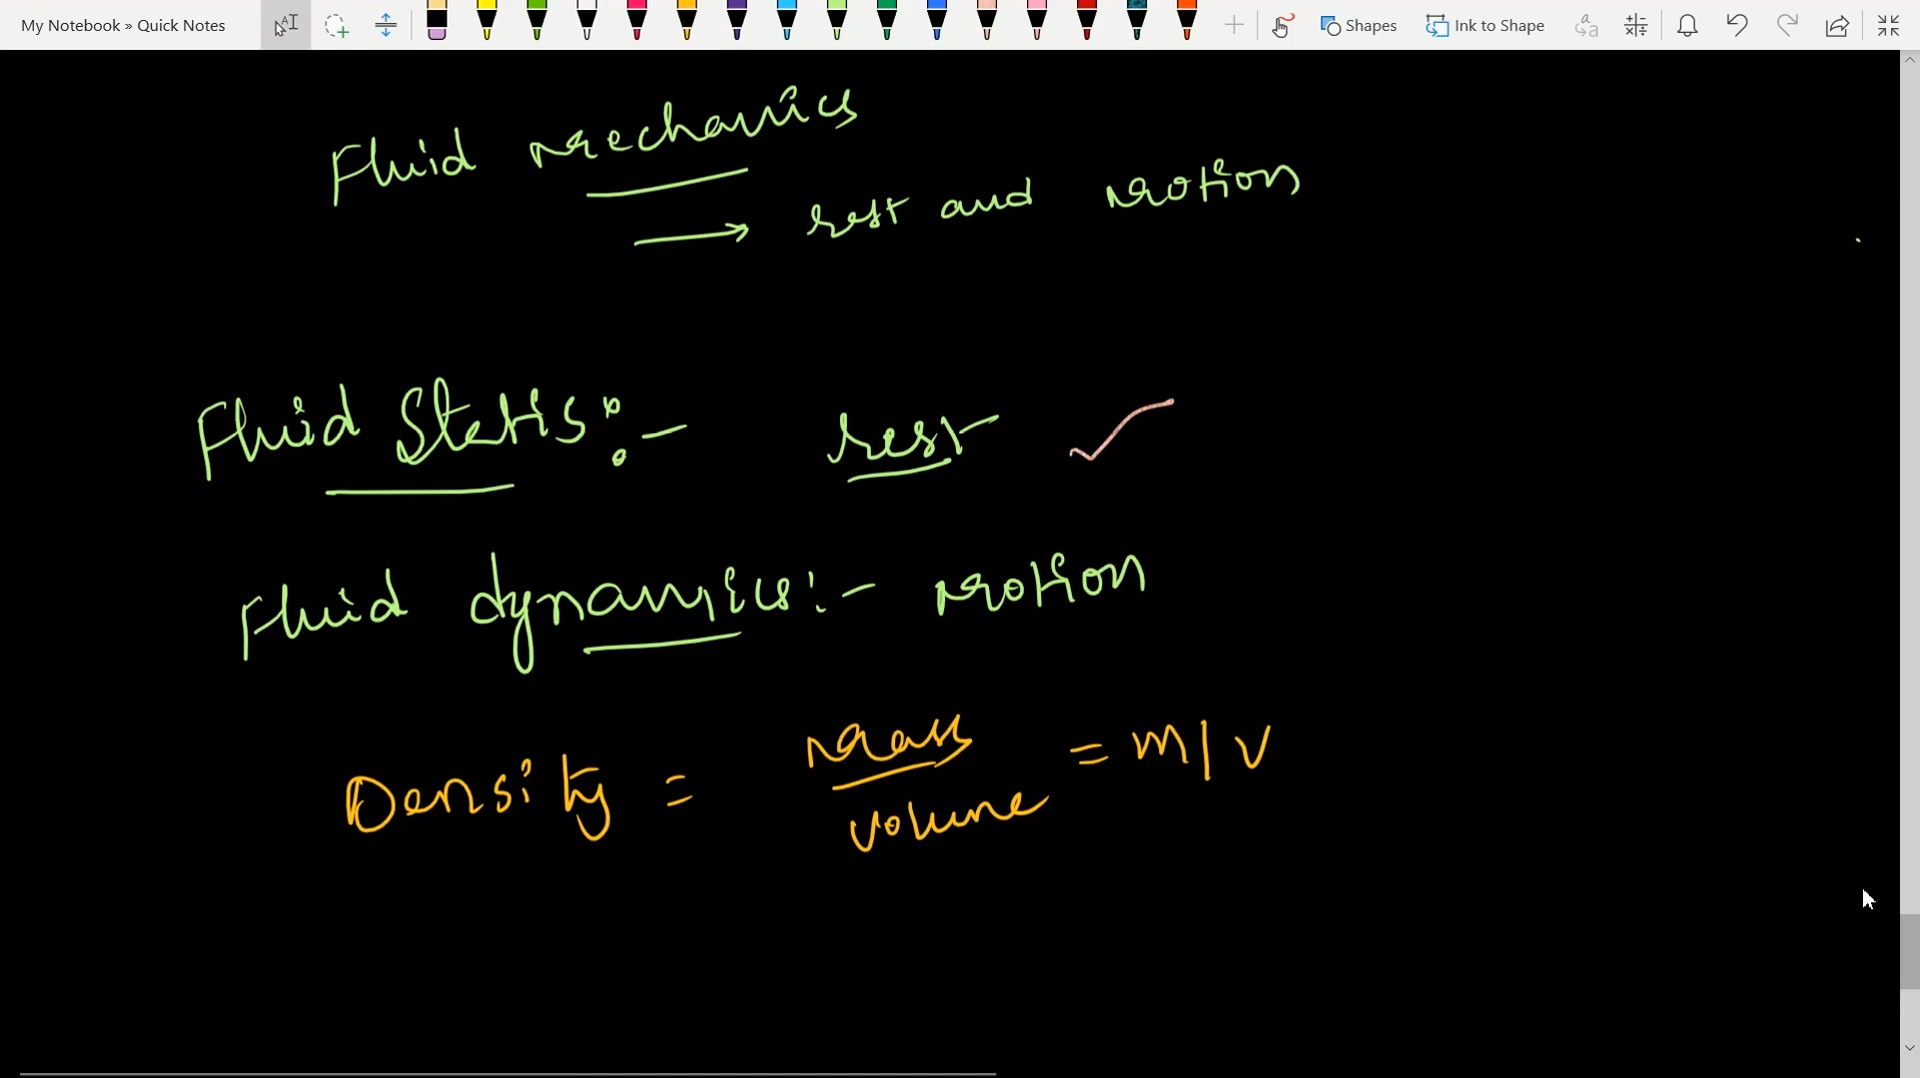 My Notebook » Quick Notes
Shapes
Ink to Shape
Fluid mechanics
→ rest and motion
Fluid Statis:- rest ✓
Fluid dynamics:- motion
Density = mass / volume = m/v